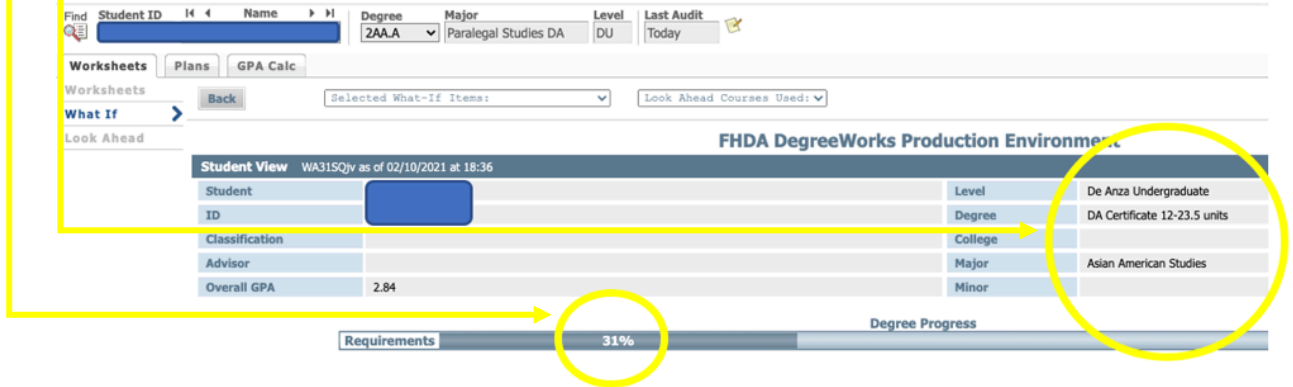 Find Student ID Name Degree Major Level Last Audit
2AA.A Paralegal Studies DA DU Today
Worksheets Plans GPA Calc
Worksheets
Back Selected What-If Items: Look Ahead Courses Used:
What If
Look Ahead
FHDA DegreeWorks Production Environment
Student View WA31SQjv as of 02/10/2021 at 18:36
Student Level De Anza Undergraduate
ID Degree DA Certificate 12-23.5 units
Classification College
Advisor Major Asian American Studies
Overall GPA 2.84 Minor
Degree Progress
Requirements 31%